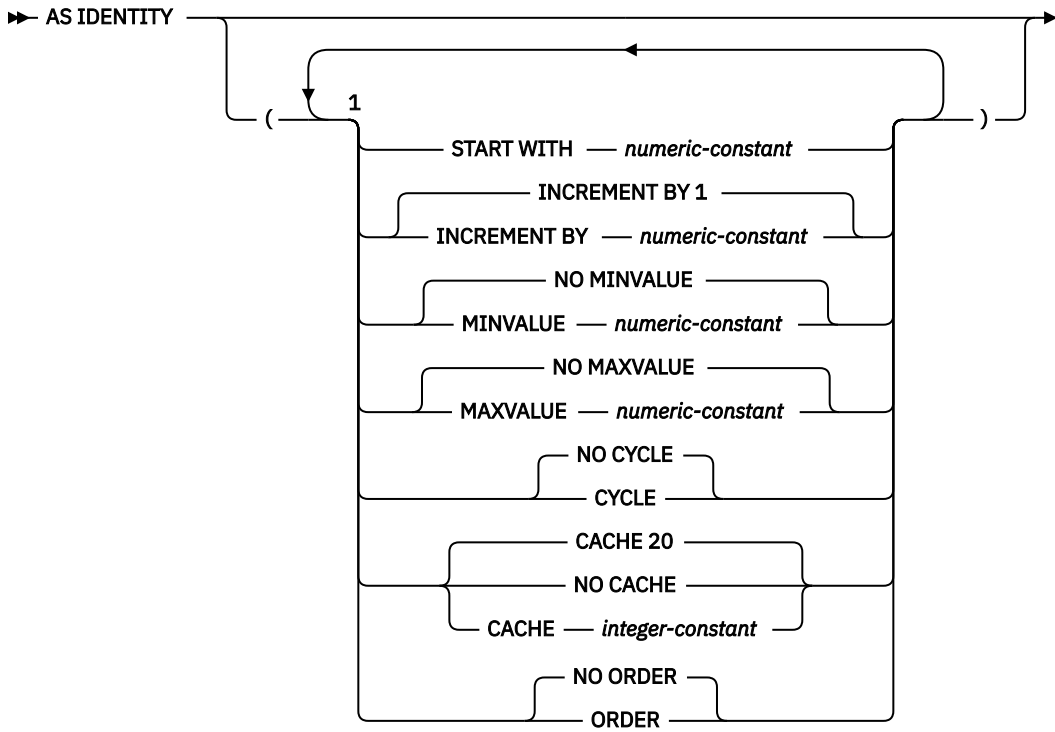 AS IDENTITY
( 1 )
START WITH numeric-constant
INCREMENT BY 1
INCREMENT BY numeric-constant
NO MINVALUE
MINVALUE numeric-constant
NO MAXVALUE
MAXVALUE numeric-constant
NO CYCLE
CYCLE
CACHE 20
NO CACHE
CACHE integer-constant
NO ORDER
ORDER